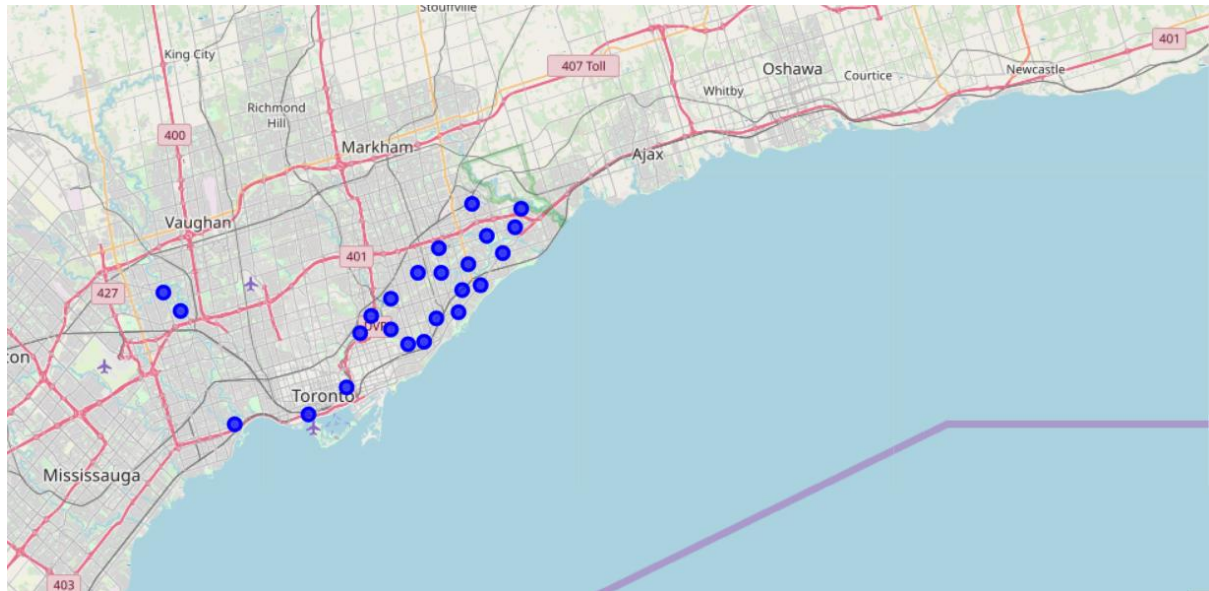 Stouffville
King City
401
407 Toll
Oshawa
Courtice
Newcastle
Whitby
Richmond
Hill
400
Markham
Ajax
Vaughan
401
427
DVP
Toronto
Mississauga
403